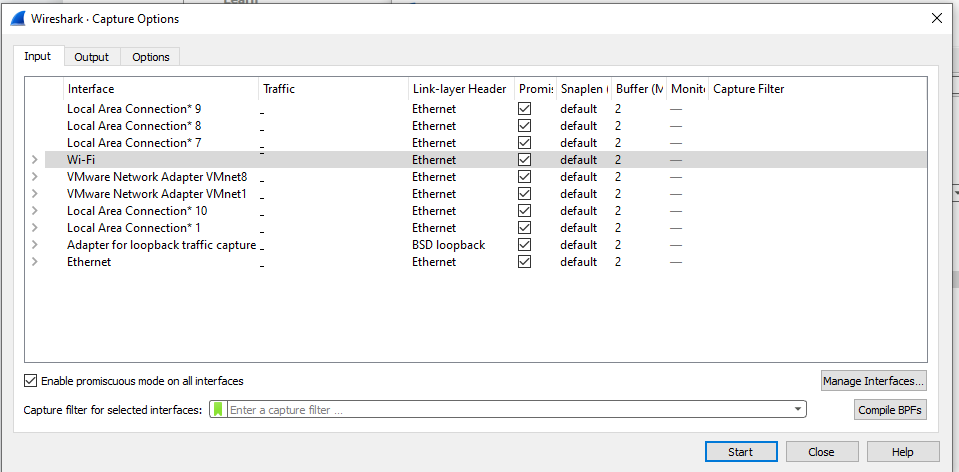 Learn
Wireshark · Capture Options
Input Output Options
Interface Traffic Link-layer Header Promis Snaplen ( Buffer (M Monito Capture Filter
Local Area Connection* 9 _ Ethernet default 2 —
Local Area Connection* 8 _ Ethernet default 2 —
Local Area Connection* 7 _ Ethernet default 2 —
Wi-Fi _ Ethernet default 2 —
VMware Network Adapter VMnet8 _ Ethernet default 2 —
VMware Network Adapter VMnet1 _ Ethernet default 2 —
Local Area Connection* 10 _ Ethernet default 2 —
Local Area Connection* 1 _ Ethernet default 2 —
Adapter for loopback traffic capture _ BSD loopback default 2 —
Ethernet _ Ethernet default 2 —
Enable promiscuous mode on all interfaces Manage Interfaces...
Capture filter for selected interfaces: Enter a capture filter ... Compile BPFs
Start Close Help